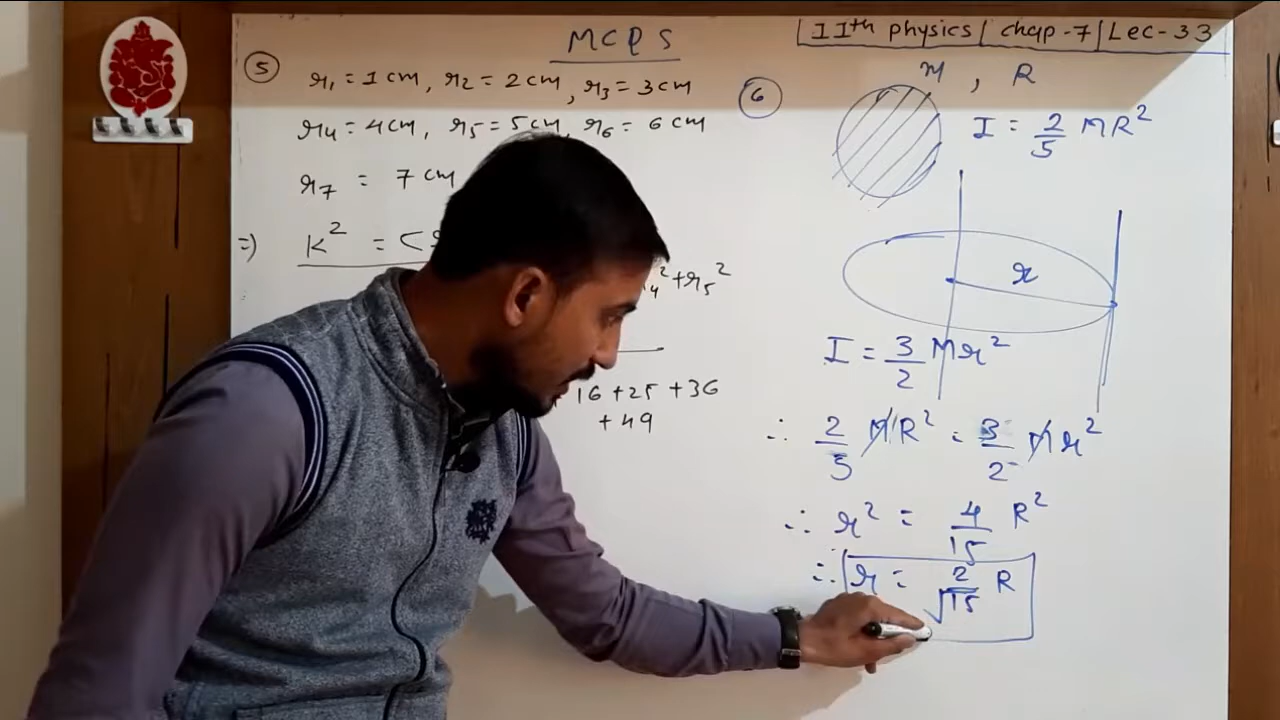 MCQS
11th physics | chap-7 | Lec-33
5
r₁ = 1 cm, r₂ = 2 cm, r₃ = 3 cm
r₄ = 4 cm, r₅ = 5 cm, r₆ = 6 cm
r₇ = 7 cm
=) K² = (
₄² + r₅²
16 + 25 + 36
+ 49
6
M , R
I = 2/5 MR²
r
I = 3/2 Mr²
∴ 2/5 MR² = 3/2 Mr²
∴ r² = 4/15 R²
∴ r = 2/√15 R